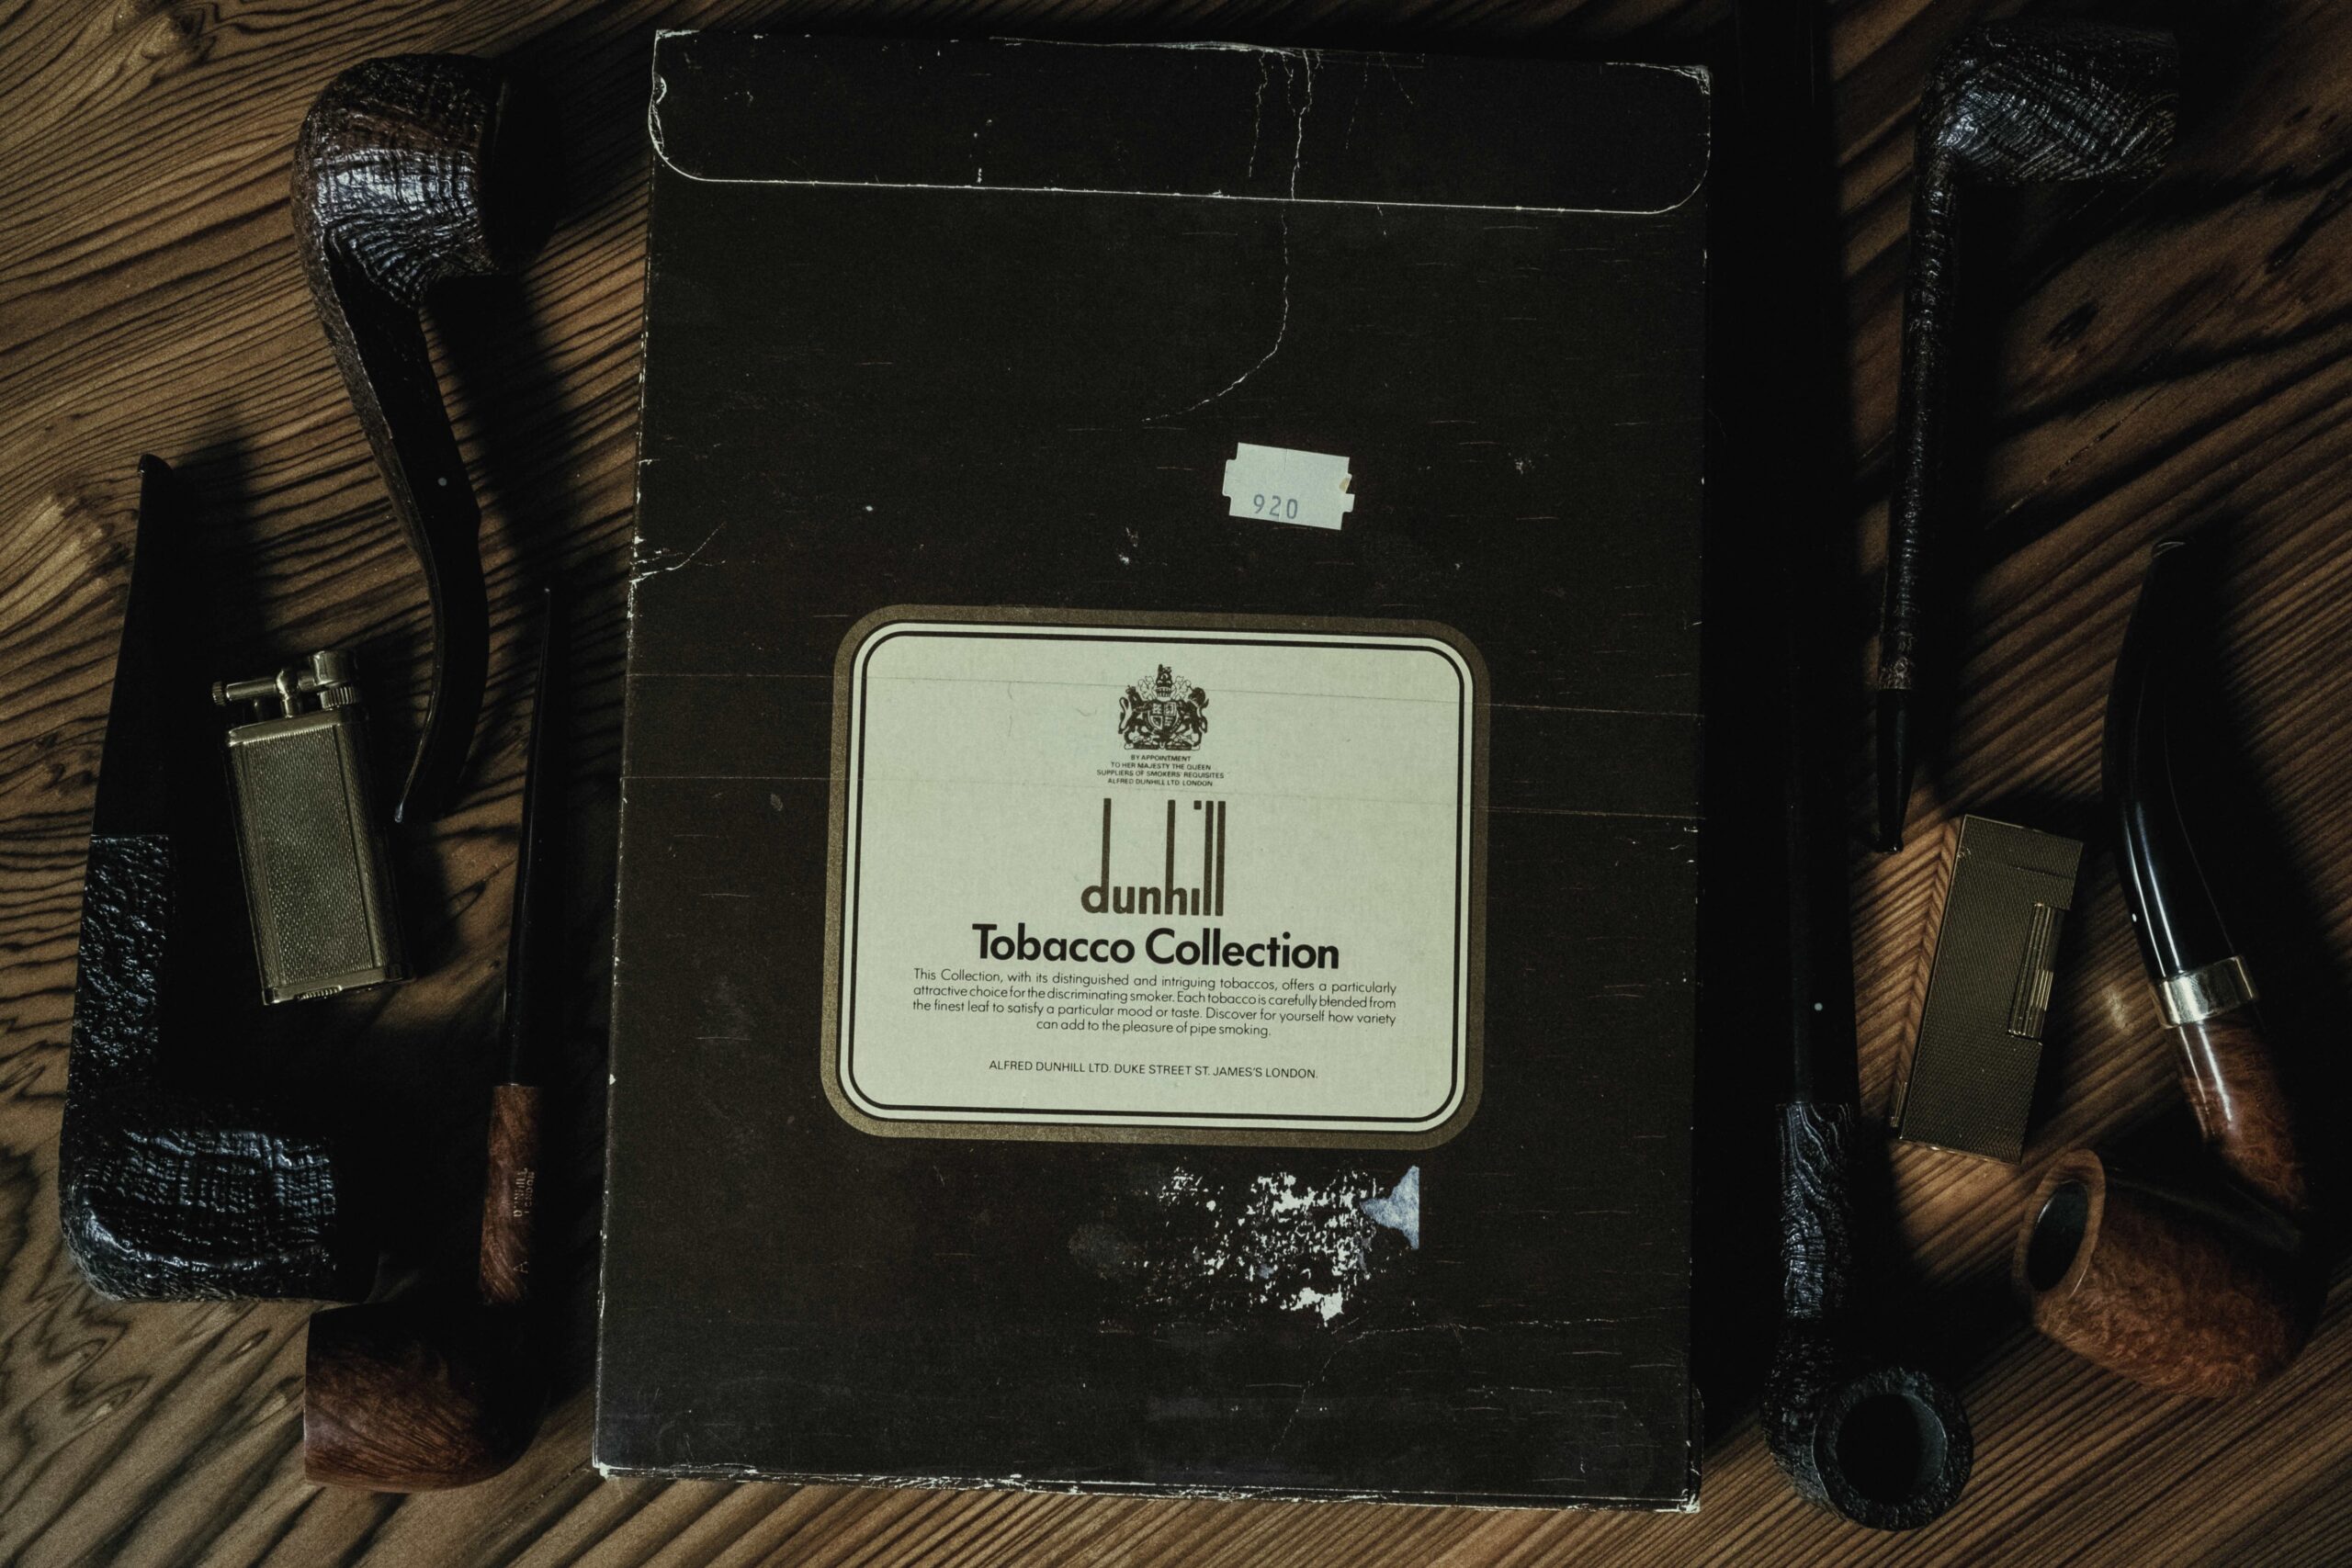 920
BY APPOINTMENT
TO HER MAJESTY THE QUEEN
SUPPLIERS OF SMOKERS' REQUISITES
ALFRED DUNHILL LTD. LONDON
dunhill
Tobacco Collection
This Collection, with its distinguished and intriguing tobaccos, offers a particularly
attractive choice for the discriminating smoker. Each tobacco is carefully blended from
the finest leaf to satisfy a particular mood or taste. Discover for yourself how variety
can add to the pleasure of pipe smoking.
ALFRED DUNHILL LTD. DUKE STREET ST. JAMES'S LONDON.
DUNHILL
A